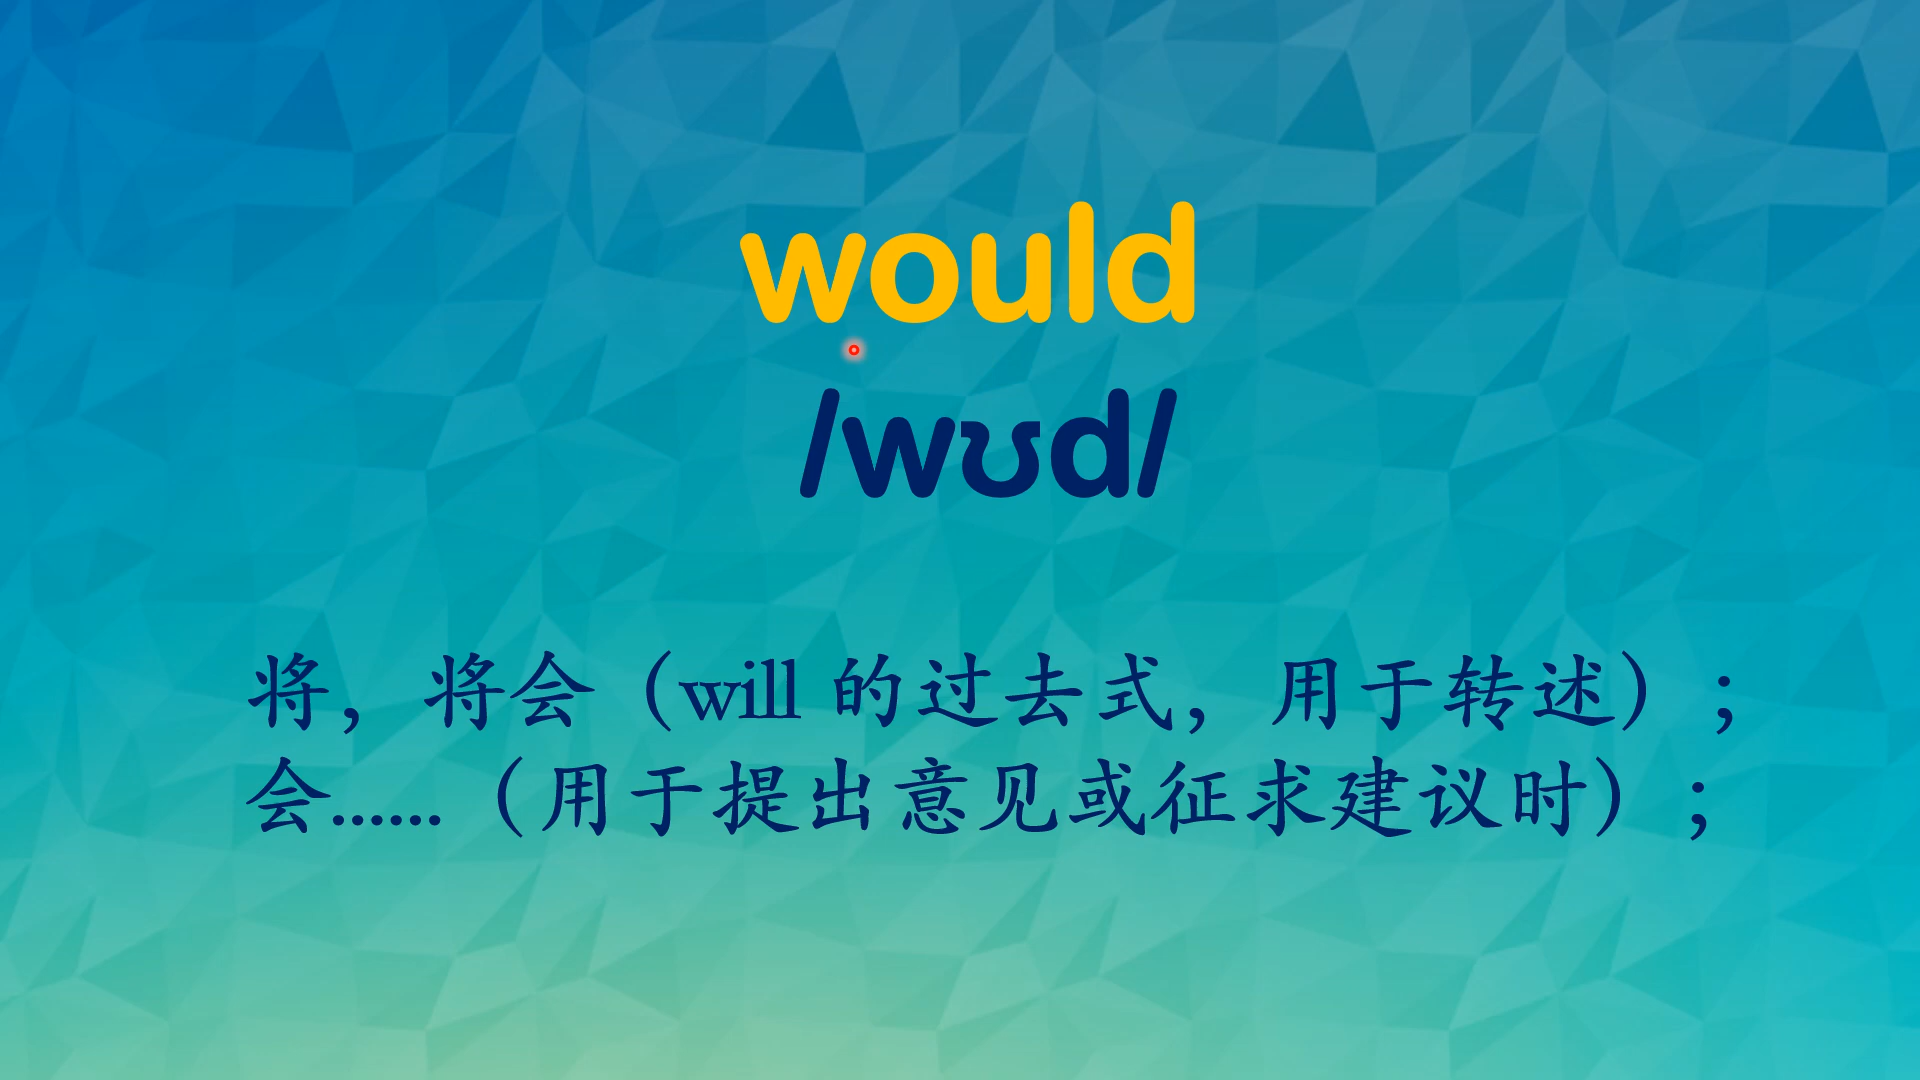 would
/wʊd/
将，将会（will 的过去式，用于转述）；
会……（用于提出意见或征求建议时）；